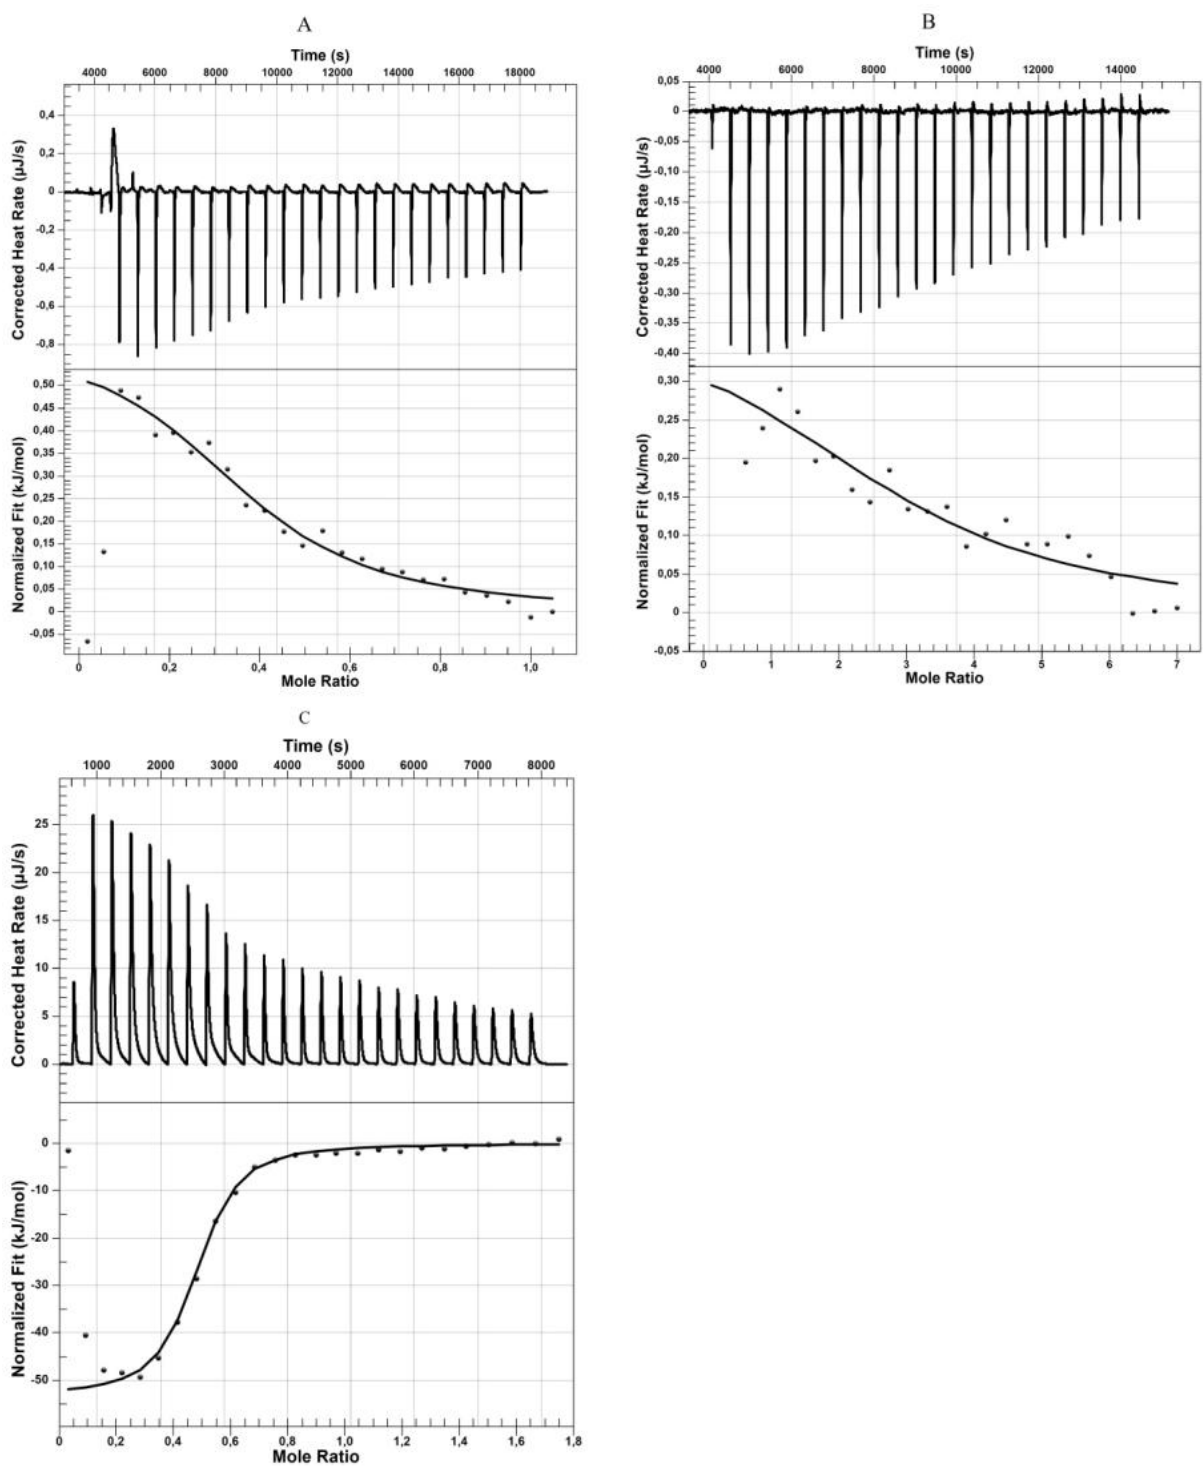 A
Time (s)
4000 6000 8000 10000 12000 14000 16000 18000
Corrected Heat Rate (µJ/s)
0,4
0,2
0
-0,2
-0,4
-0,6
-0,8
Normalized Fit (kJ/mol)
0,50
0,45
0,40
0,35
0,30
0,25
0,20
0,15
0,10
0,05
0
-0,05
0 0,2 0,4 0,6 0,8 1,0
Mole Ratio
B
Time (s)
4000 6000 8000 10000 12000 14000
Corrected Heat Rate (µJ/s)
0,05
0
-0,05
-0,10
-0,15
-0,20
-0,25
-0,30
-0,35
-0,40
Normalized Fit (kJ/mol)
0,30
0,25
0,20
0,15
0,10
0,05
0
-0,05
0 1 2 3 4 5 6 7
Mole Ratio
C
Time (s)
1000 2000 3000 4000 5000 6000 7000 8000
Corrected Heat Rate (µJ/s)
25
20
15
10
5
0
Normalized Fit (kJ/mol)
0
-10
-20
-30
-40
-50
0 0,2 0,4 0,6 0,8 1,0 1,2 1,4 1,6 1,8
Mole Ratio